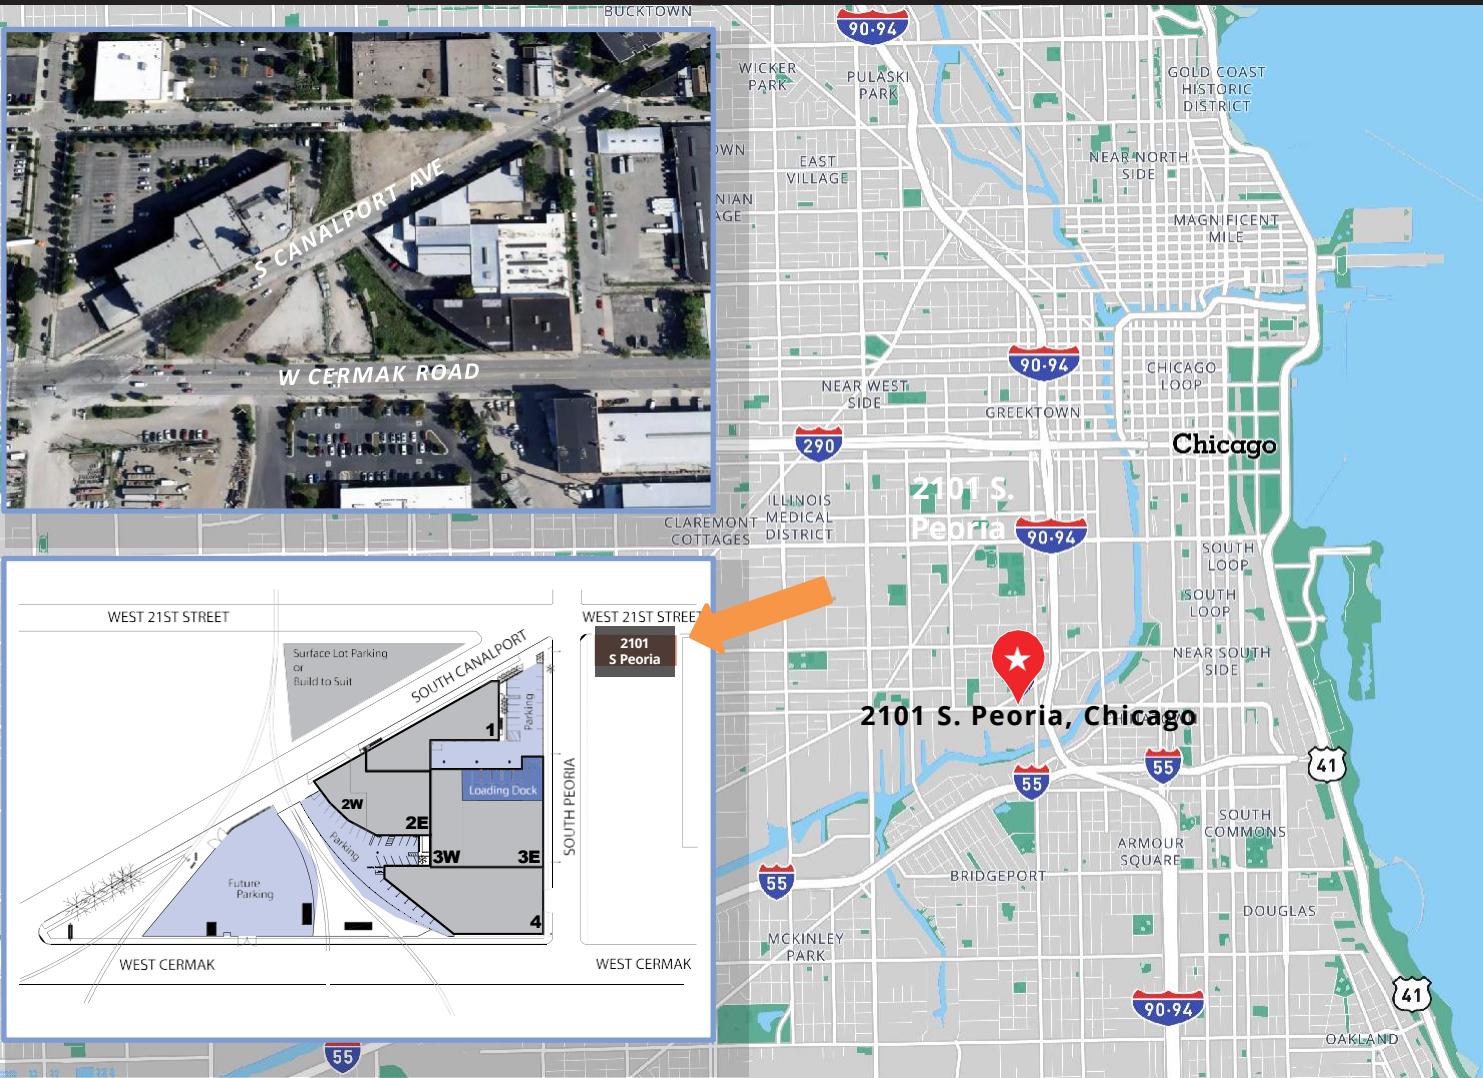 BUCKTOWN
90·94
WICKER
PARK
PULASKI
PARK
GOLD COAST
HISTORIC
DISTRICT
OWN
EAST
VILLAGE
NEAR NORTH
SIDE
NIAN
AGE
MAGNIFICENT
MILE
S CANALPORT AVE
W CERMAK ROAD
90·94
CHICAGO
LOOP
NEAR WEST
SIDE
GREEKTOWN
290
Chicago
2101 S.
Peoria
ILLINOIS
MEDICAL
DISTRICT
CLAREMONT
COTTAGES
90·94
SOUTH
LOOP
SOUTH
LOOP
NEAR SOUTH
SIDE
2101 S. Peoria, Chicago
55
55
41
SOUTH
COMMONS
ARMOUR
SQUARE
BRIDGEPORT
55
DOUGLAS
MCKINLEY
PARK
41
90·94
OAKLAND
55
WEST 21ST STREET
WEST 21ST STREET
2101
S Peoria
Surface Lot Parking
or
Build to Suit
SOUTH CANALPORT
1
Parking
Loading Dock
SOUTH PEORIA
2W
2E
Parking
3W
3E
Future
Parking
4
WEST CERMAK
WEST CERMAK